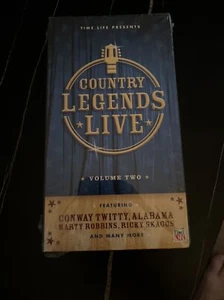 TIME LIFE PRESENTS
COUNTRY
LEGENDS
LIVE
VOLUME TWO
FEATURING
CONWAY TWITTY, ALABAMA
MARTY ROBBINS, RICKY SKAGGS
AND MANY MORE